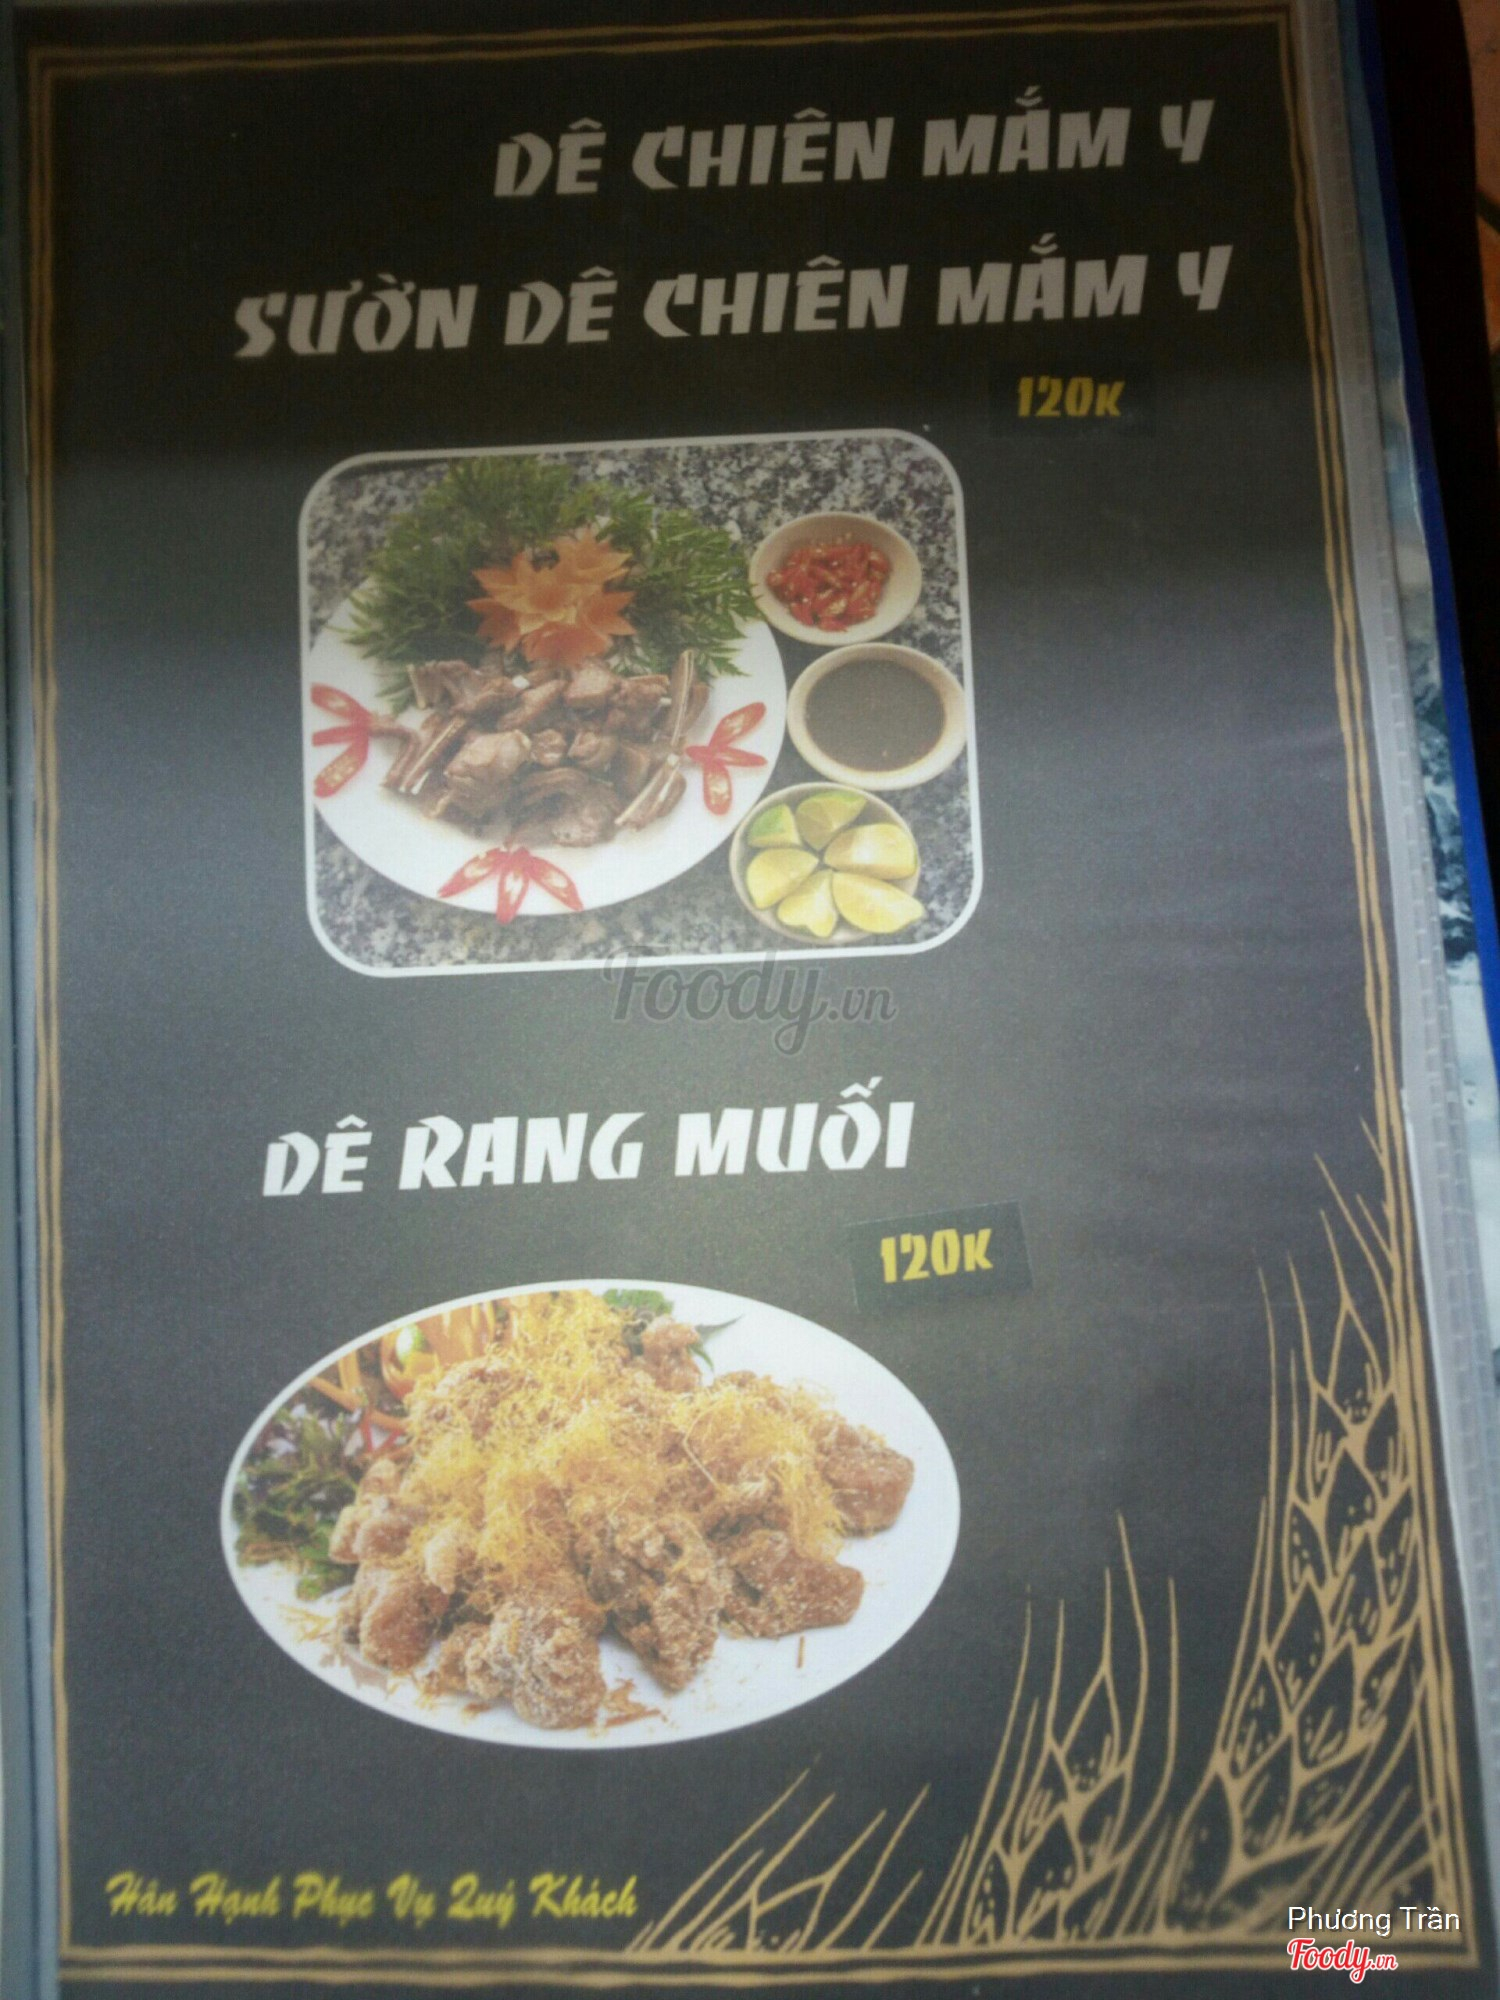 DÊ CHIÊN MẮM Y
SƯỜN DÊ CHIÊN MẮM Y
120K
Foody.vn
DÊ RANG MUỐI
120K
Hân Hạnh Phục Vụ Quý Khách
Phương Trần
Foody.vn